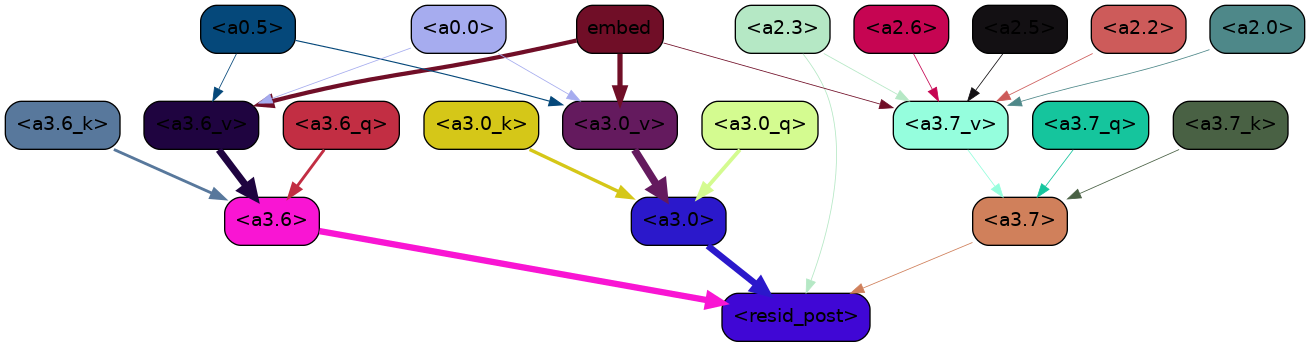 <a0.5> <a0.0> embed <a2.3> <a2.6> <a2.5> <a2.2> <a2.0>
<a3.6_k> <a3.6_v> <a3.6_q> <a3.0_k> <a3.0_v> <a3.0_q> <a3.7_v> <a3.7_q> <a3.7_k>
<a3.6> <a3.0> <a3.7>
<resid_post>